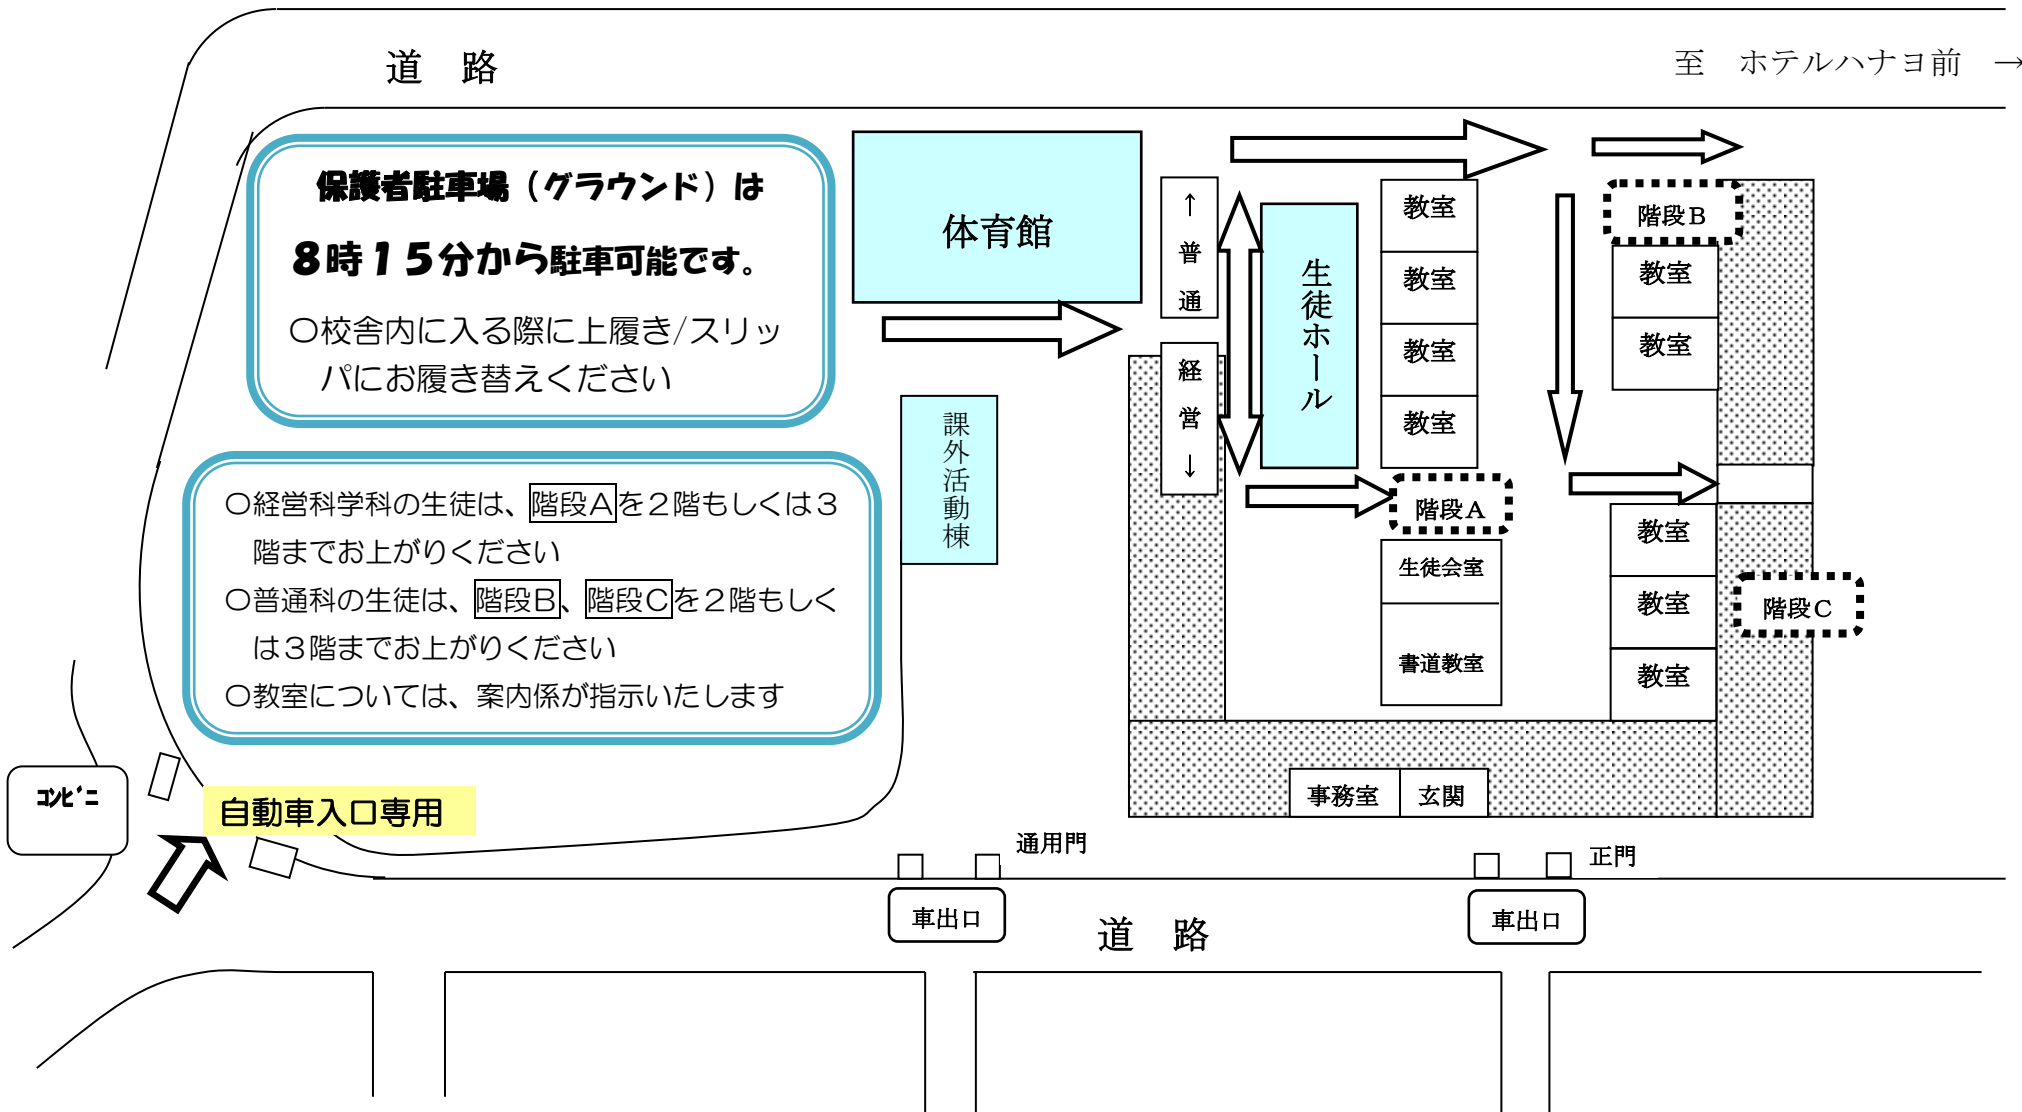 道　路
至　ホテルハナヨ前　→
保護者駐車場（グラウンド）は
８時１５分から駐車可能です。
〇校舎内に入る際に上履き/スリッ
パにお履き替えください
〇経営科学科の生徒は、階段Aを２階もしくは３
階までお上がりください
〇普通科の生徒は、階段B、階段Cを２階もしく
は３階までお上がりください
〇教室については、案内係が指示いたします
体育館
課外活動棟
↑普通
経営↓
生徒ホール
教室
教室
教室
教室
階段A
生徒会室
書道教室
階段B
教室
教室
教室
教室
教室
階段C
事務室
玄関
コンビニ
自動車入口専用
通用門
正門
車出口
車出口
道　路